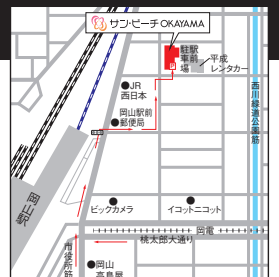 サン・ピーチ OKAYAMA
駐駅
車前
場
P
平成
レンタカー
JR
西日本
岡山駅前
郵便局
西川緑道公園筋
岡山駅
ビックカメラ
イコットニコット
岡電
桃太郎大通り
市役所筋
岡山
高島屋